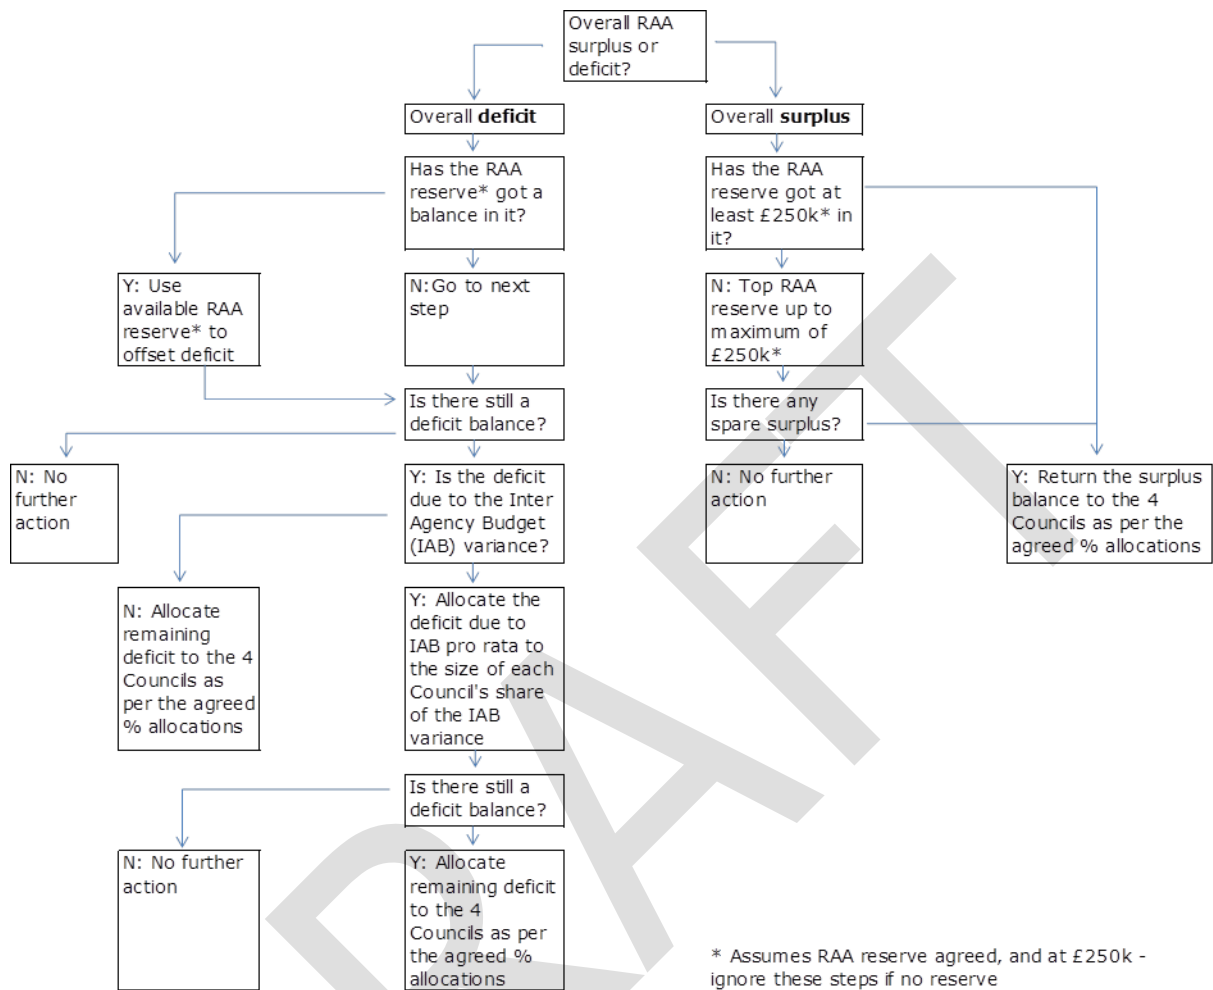 Overall RAA
surplus or
deficit?
Overall deficit
Overall surplus
Has the RAA
reserve* got a
balance in it?
Has the RAA
reserve got at
least £250k* in
it?
Y: Use
available RAA
reserve* to
offset deficit
N:Go to next
step
N: Top RAA
reserve up to
maximum of
£250k*
Is there still a
deficit balance?
Is there any
spare surplus?
N: No
further
action
Y: Is the deficit
due to the Inter
Agency Budget
(IAB) variance?
N: No further
action
Y: Return the surplus
balance to the 4
Councils as per the
agreed % allocations
N: Allocate
remaining
deficit to the 4
Councils as
per the agreed
% allocations
Y: Allocate the
deficit due to
IAB pro rata to
the size of each
Council's share
of the IAB
variance
Is there still a
deficit balance?
N: No further
action
Y: Allocate
remaining deficit
to the 4
Councils as per
the agreed %
allocations
* Assumes RAA reserve agreed, and at £250k -
ignore these steps if no reserve
RAFT